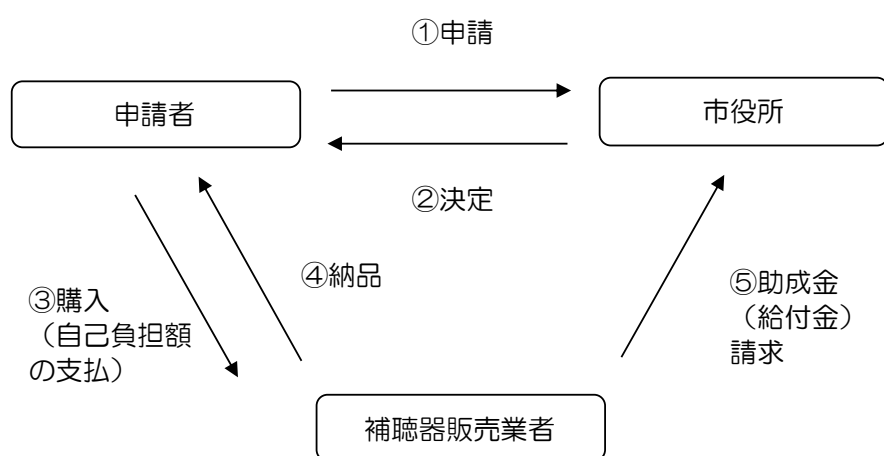 ①申請
申請者
市役所
②決定
④納品
③購入
（自己負担額
の支払）
⑤助成金
（給付金）
請求
補聴器販売業者